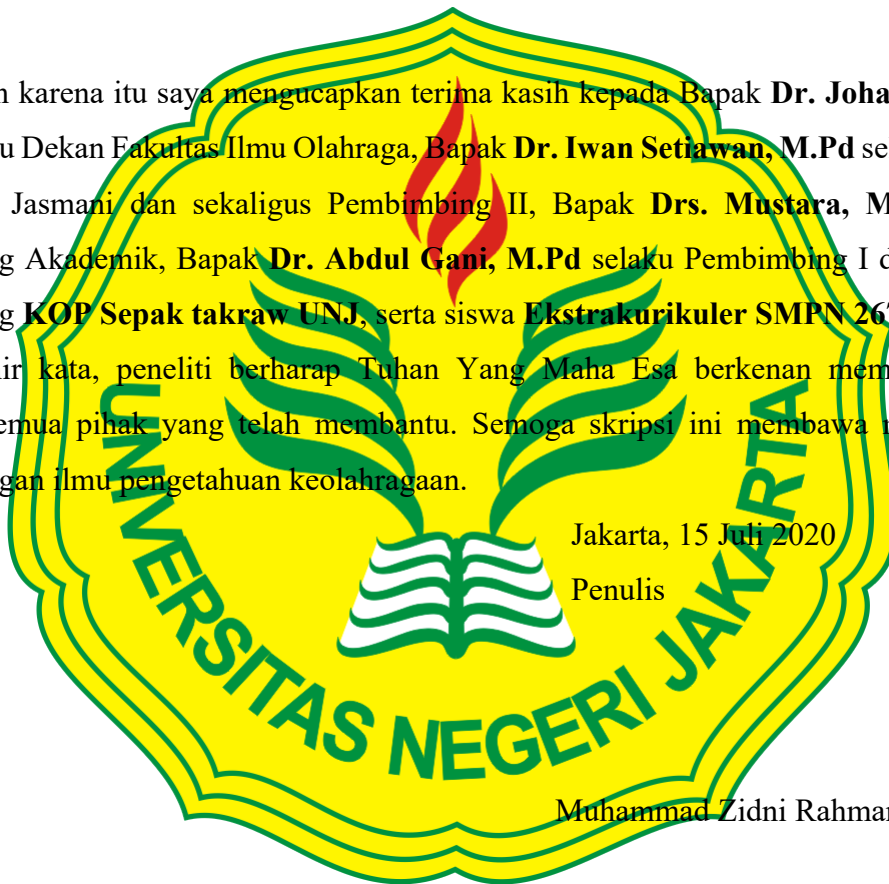 n karena itu saya mengucapkan terima kasih kepada Bapak Dr. Joha
u Dekan Fakultas Ilmu Olahraga, Bapak Dr. Iwan Setiawan, M.Pd se
Jasmani dan sekaligus Pembimbing II, Bapak Drs. Mustara, M
g Akademik, Bapak Dr. Abdul Gani, M.Pd selaku Pembimbing I d
g KOP Sepak takraw UNJ, serta siswa Ekstrakurikuler SMPN 267
ir kata, peneliti berharap Tuhan Yang Maha Esa berkenan mem
emua pihak yang telah membantu. Semoga skripsi ini membawa
gan ilmu pengetahuan keolahragaan.
Jakarta, 15 Juli 2020
Penulis
Muhammad Zidni Rahma
UNIVERSITAS NEGERI JAKARTA